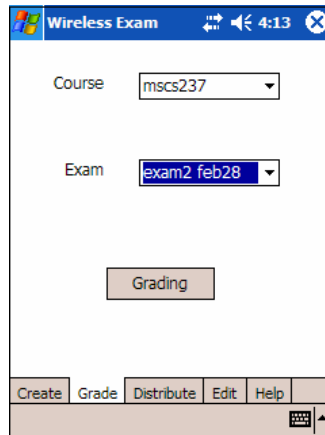 Wireless Exam 4:13
Course mscs237
Exam exam2 feb28
Grading
Create Grade Distribute Edit Help